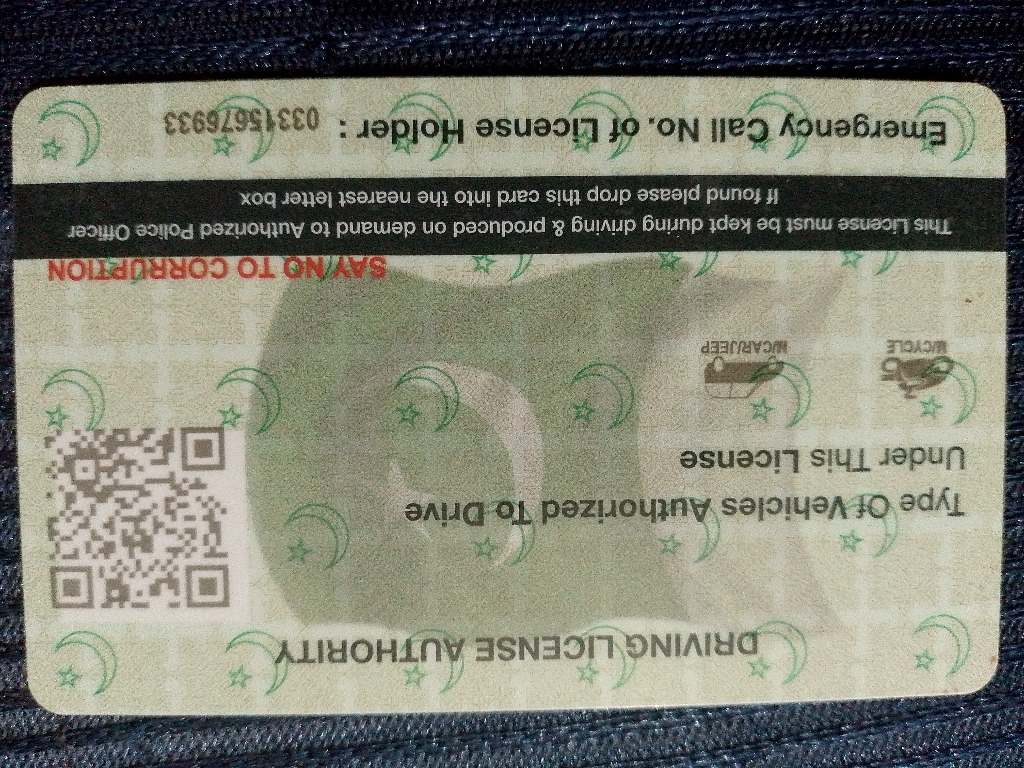 DRIVING LICENSE AUTHORITY
Type Of Vehicles Authorized To Drive
Under This License
M/CYCLE
M/CAR/JEEP
SAY NO TO CORRUPTION
This License must be kept during driving & produced on demand to Authorized Police Officer
If found please drop this card into the nearest letter box
Emergency Call No. of License Holder : 03315676933